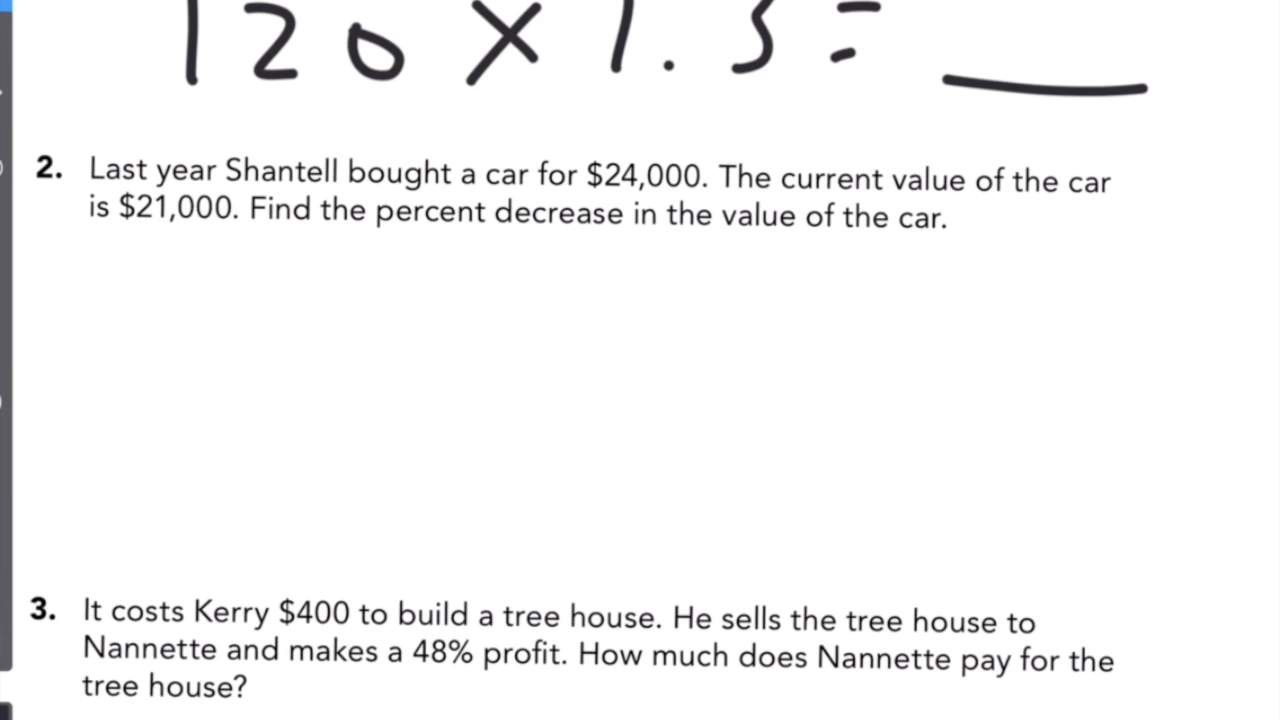 120 × 1.5 = ___
2. Last year Shantell bought a car for $24,000. The current value of the car
is $21,000. Find the percent decrease in the value of the car.
3. It costs Kerry $400 to build a tree house. He sells the tree house to
Nannette and makes a 48% profit. How much does Nannette pay for the
tree house?